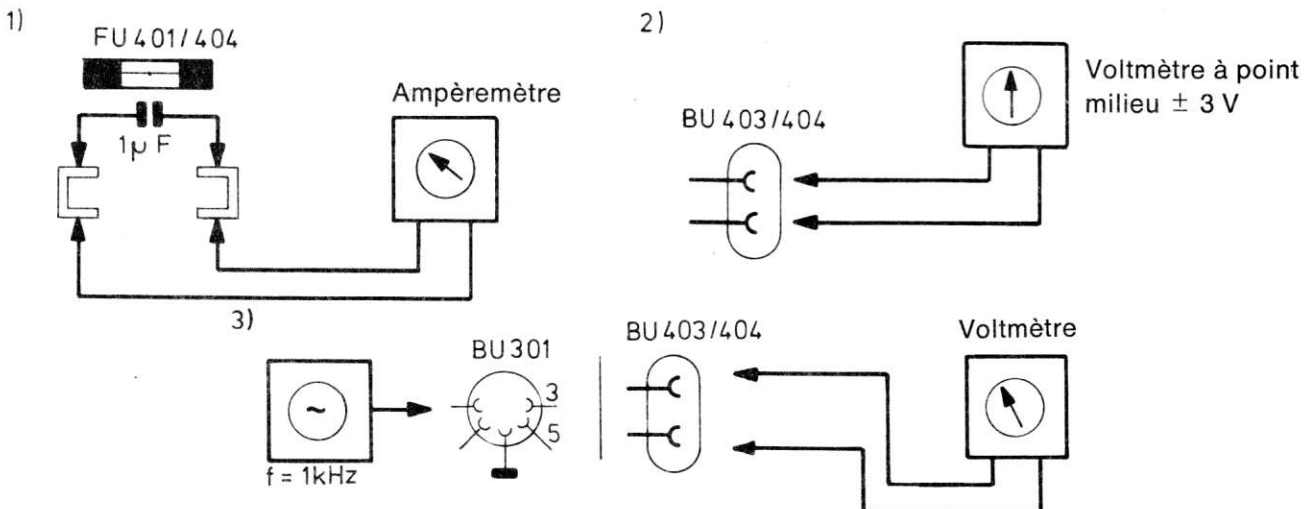 1)
FU 401/404
1µ F
Ampèremètre
2)
BU 403/404
Voltmètre à point
milieu ± 3 V
3)
~
f = 1kHz
BU 301
3
5
BU 403/404
Voltmètre